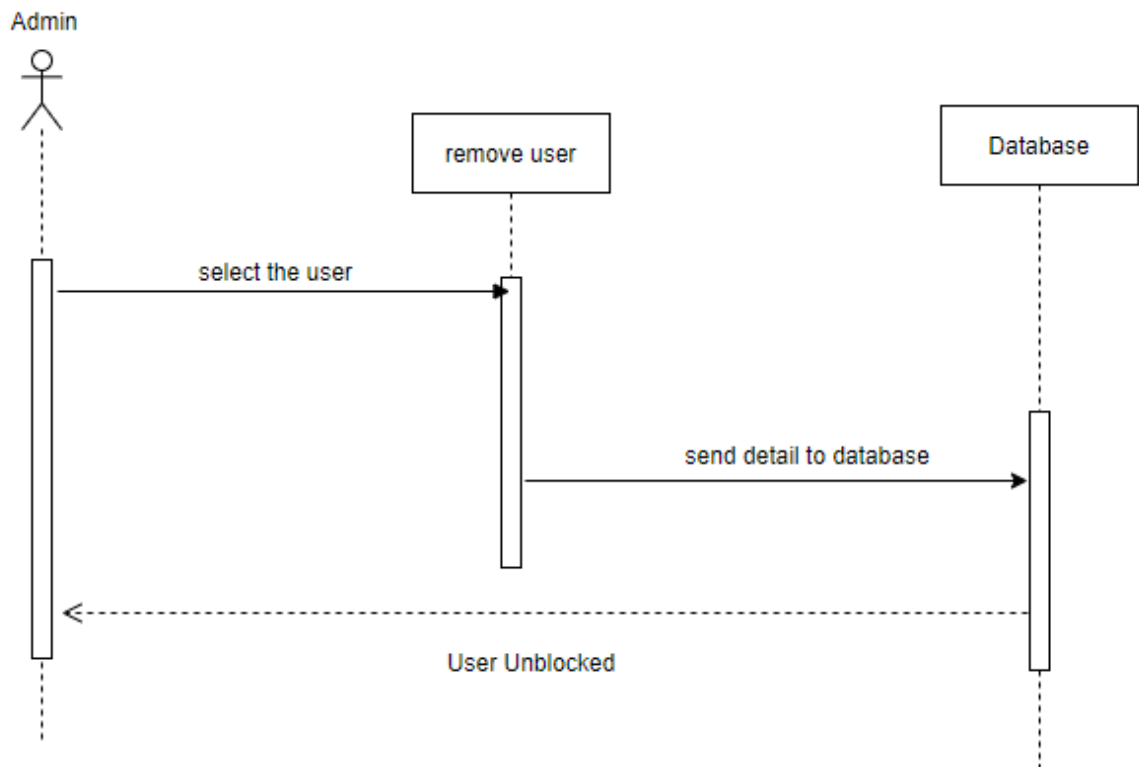 Admin
remove user
Database
select the user
send detail to database
User Unblocked